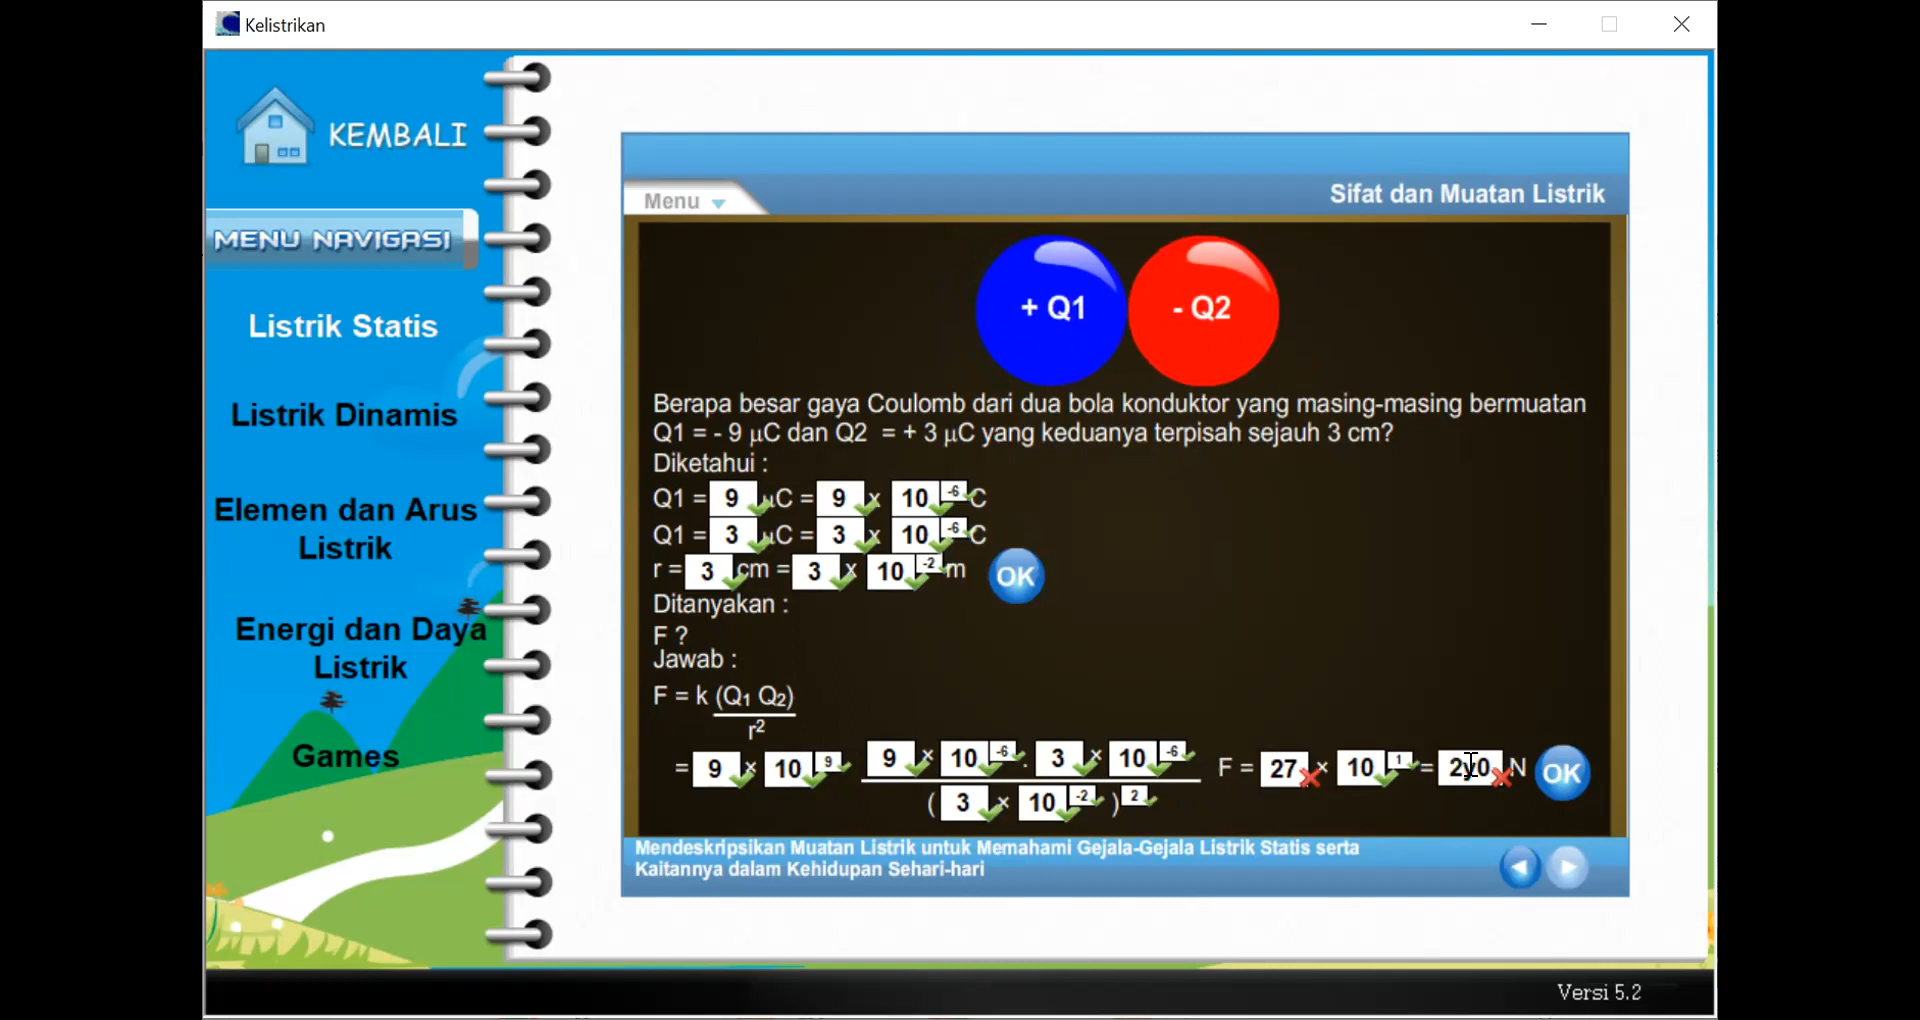 Kelistrikan
KEMBALI
MENU NAVIGASI
Listrik Statis
Listrik Dinamis
Elemen dan Arus
Listrik
Energi dan Daya
Listrik
Games
Menu
Sifat dan Muatan Listrik
+ Q1
- Q2
Berapa besar gaya Coulomb dari dua bola konduktor yang masing-masing bermuatan
Q1 = - 9 µC dan Q2 = + 3 µC yang keduanya terpisah sejauh 3 cm?
Diketahui :
Q1 = 9 µC = 9 x 10 -6 C
Q1 = 3 µC = 3 x 10 -6 C
r = 3 cm = 3 x 10 -2 m
OK
Ditanyakan :
F ?
Jawab :
F = k (Q1 Q2)
r2
= 9 x 10 9 9 x 10 -6 . 3 x 10 -6
( 3 x 10 -2 ) 2
F = 27 x 10 1 = N
OK
Mendeskripsikan Muatan Listrik untuk Memahami Gejala-Gejala Listrik Statis serta
Kaitannya dalam Kehidupan Sehari-hari
Versi 5.2